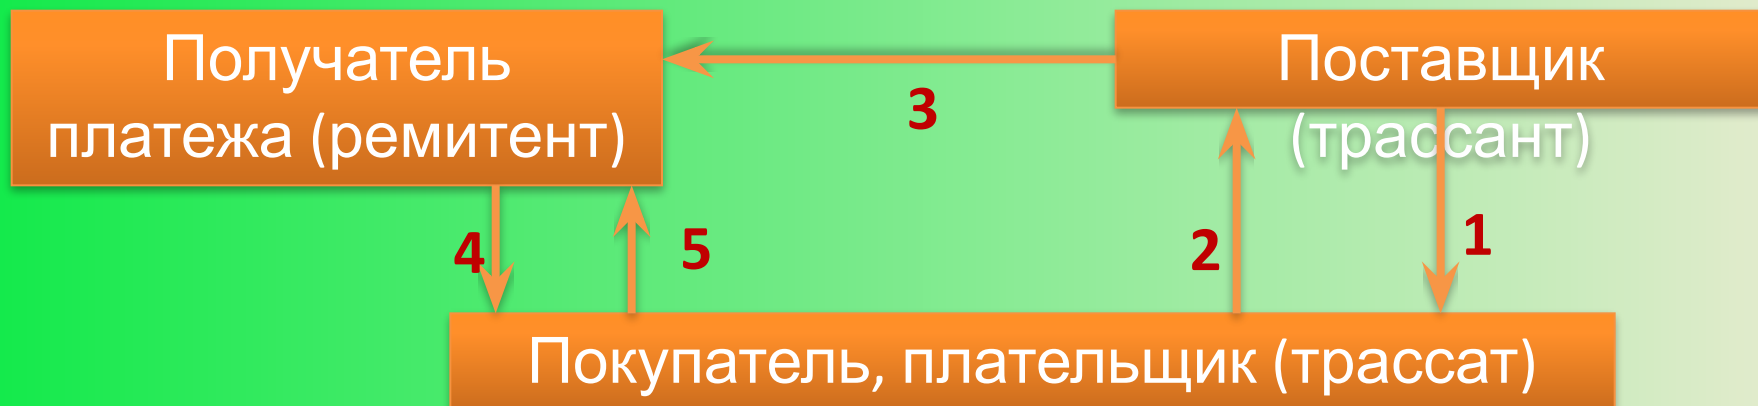 Получатель
платежа (ремитент)
Поставщик
(трассант)
3
4
5
2
1
Покупатель, плательщик (трассат)